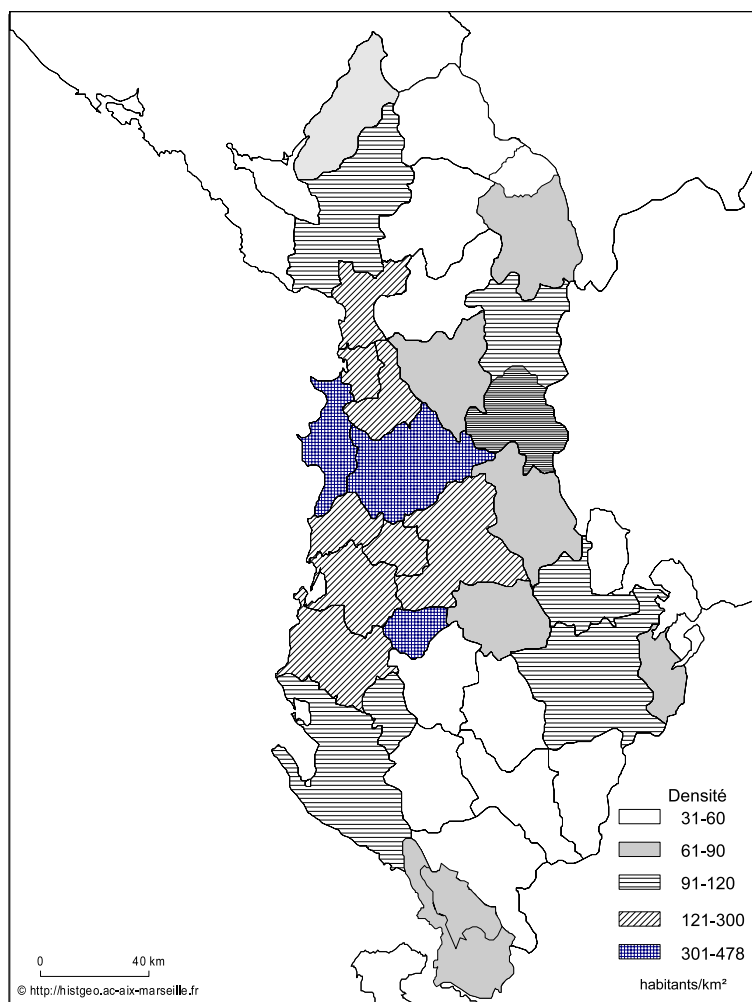 Densité
31-60
61-90
91-120
121-300
301-478
habitants/km²
0 40 km
© http://histgeo.ac-aix-marseille.fr